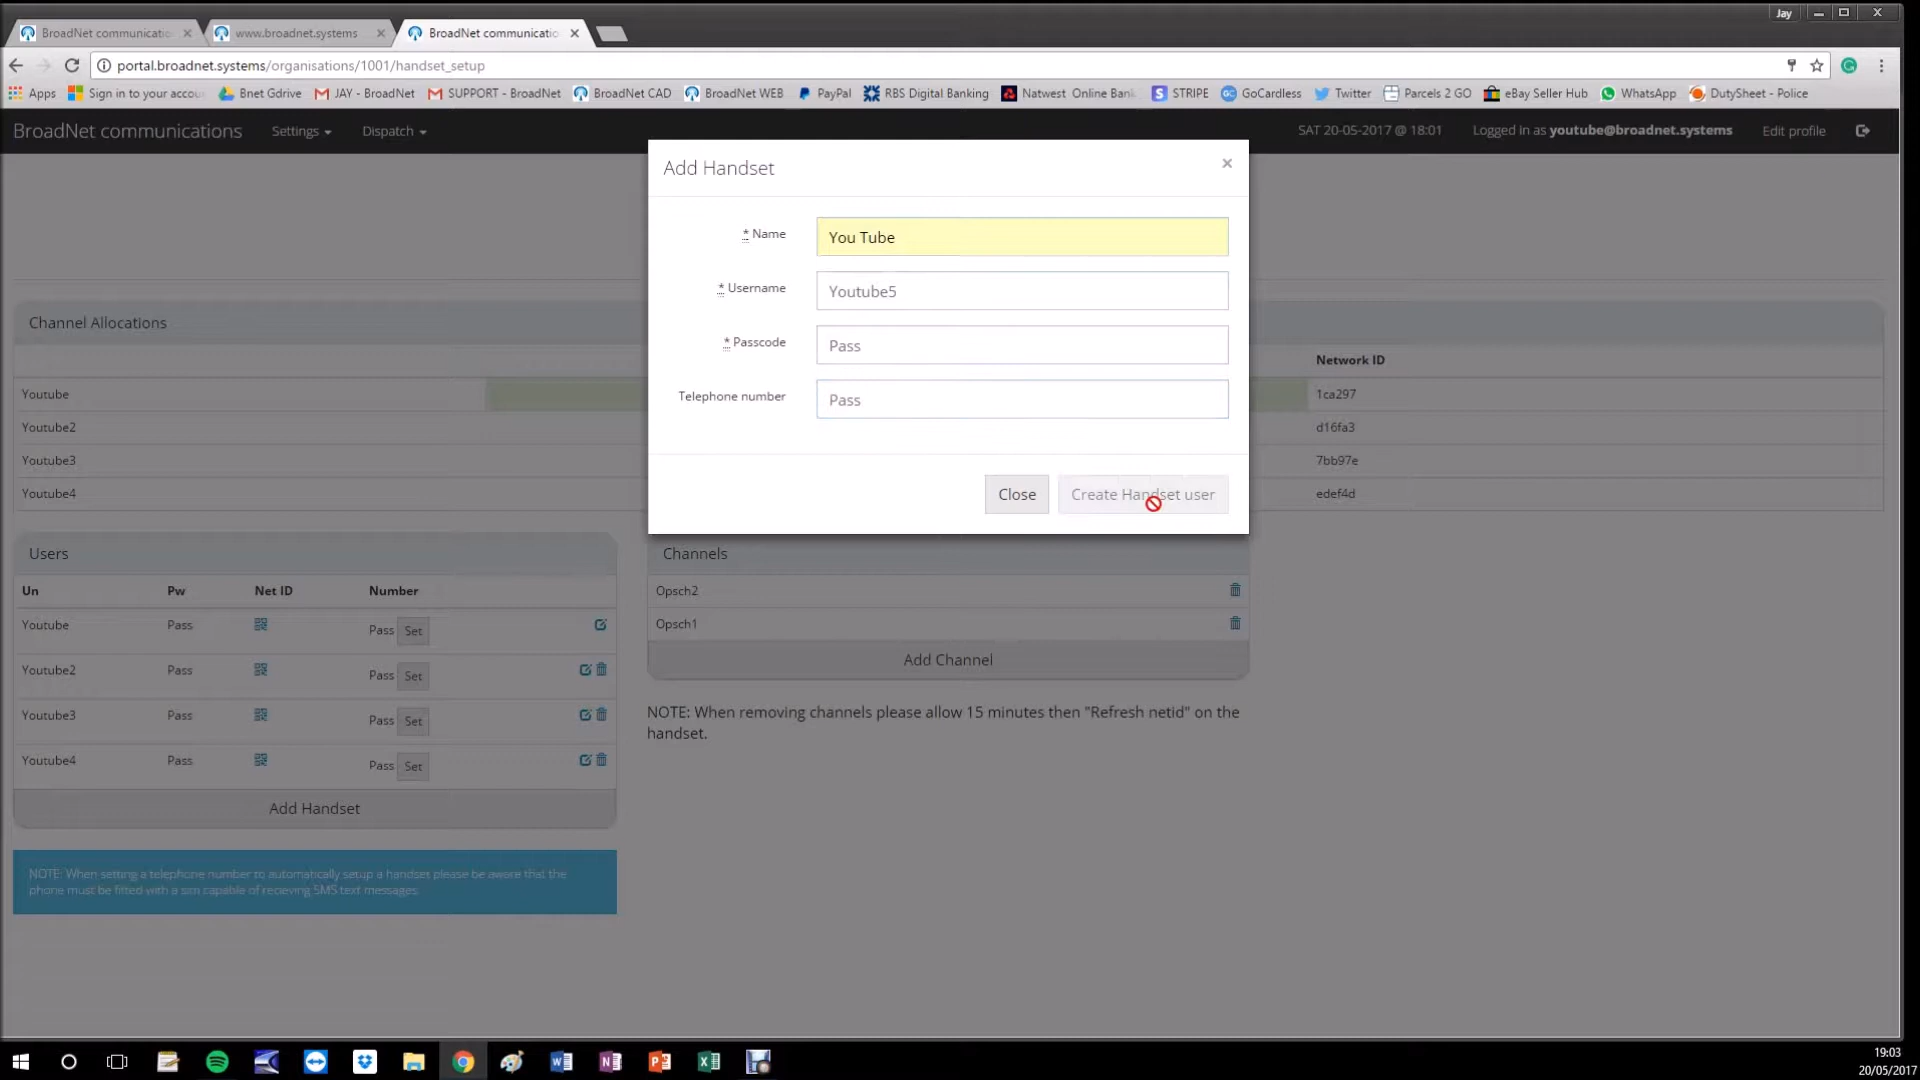 Jay
BroadNet communicatio
www.broadnet.systems
BroadNet communicatio
portal.broadnet.systems/organisations/1001/handset_setup
Apps
Sign in to your accou
Bnet Gdrive
JAY - BroadNet
SUPPORT - BroadNet
BroadNet CAD
BroadNet WEB
PayPal
RBS Digital Banking
Natwest Online Bank
STRIPE
GoCardless
Twitter
Parcels 2 GO
eBay Seller Hub
WhatsApp
DutySheet - Police
BroadNet communications
Settings
Dispatch
SAT 20-05-2017 @ 18:01
Logged in as youtube@broadnet.systems
Edit profile
Add Handset
* Name
You Tube
* Username
Youtube5
* Passcode
Pass
Telephone number
Pass
Close
Create Handset user
Channel Allocations
Network ID
Youtube
1ca297
Youtube2
d16fa3
Youtube3
7bb97e
Youtube4
edef4d
Users
Un Pw Net ID Number
Youtube Pass Pass Set
Youtube2 Pass Pass Set
Youtube3 Pass Pass Set
Youtube4 Pass Pass Set
Add Handset
NOTE: When setting a telephone number to automatically setup a handset please be aware that the
phone must be fitted with a sim capable of recieving SMS text messages.
Channels
Opsch2
Opsch1
Add Channel
NOTE: When removing channels please allow 15 minutes then "Refresh netid" on the
handset.
19:03
20/05/2017